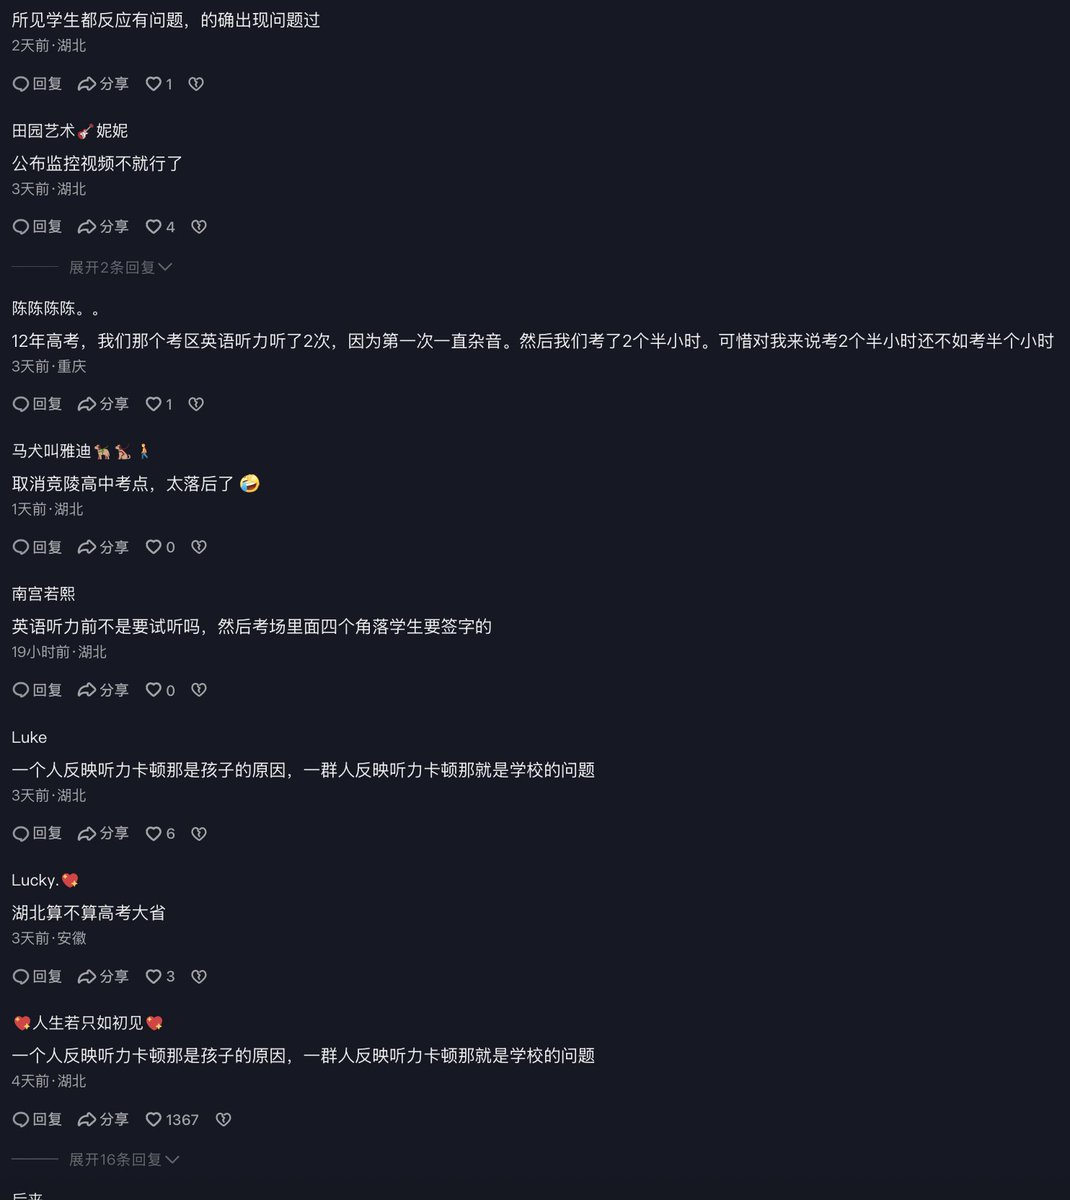 所见学生都反应有问题，的确出现问题过
2天前·湖北
回复 分享 1
田园艺术🎸妮妮
公布监控视频不就行了
3天前·湖北
回复 分享 4
展开2条回复
陈陈陈陈。。
12年高考，我们那个考区英语听力听了2次，因为第一次一直杂音。然后我们考了2个半小时。可惜对我来说考2个半小时还不如考半个小时
3天前·重庆
回复 分享 1
马犬叫雅迪🐕🐕‍🦺🚶
取消竟陵高中考点，太落后了🤣
1天前·湖北
回复 分享 0
南宫若熙
英语听力前不是要试听吗，然后考场里面四个角落学生要签字的
19小时前·湖北
回复 分享 0
Luke
一个人反映听力卡顿那是孩子的原因，一群人反映听力卡顿那就是学校的问题
3天前·湖北
回复 分享 6
Lucky.💖
湖北算不算高考大省
3天前·安徽
回复 分享 3
💖人生若只如初见💖
一个人反映听力卡顿那是孩子的原因，一群人反映听力卡顿那就是学校的问题
4天前·湖北
回复 分享 1367
展开16条回复
后来